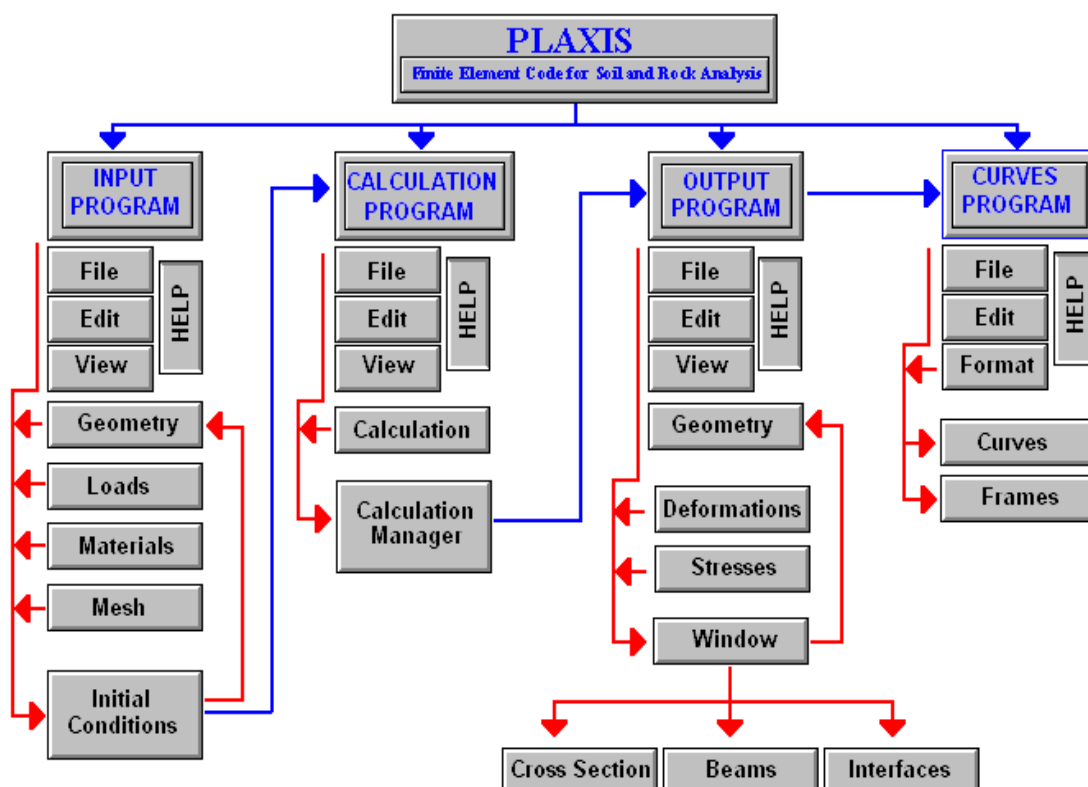 PLAXIS
Finite Element Code for Soil and Rock Analysis
INPUT
PROGRAM
File
Edit
View
HELP
Geometry
Loads
Materials
Mesh
Initial
Conditions
CALCULATION
PROGRAM
File
Edit
View
HELP
Calculation
Calculation
Manager
OUTPUT
PROGRAM
File
Edit
View
HELP
Geometry
Deformations
Stresses
Window
Cross Section
Beams
Interfaces
CURVES
PROGRAM
File
Edit
Format
HELP
Curves
Frames